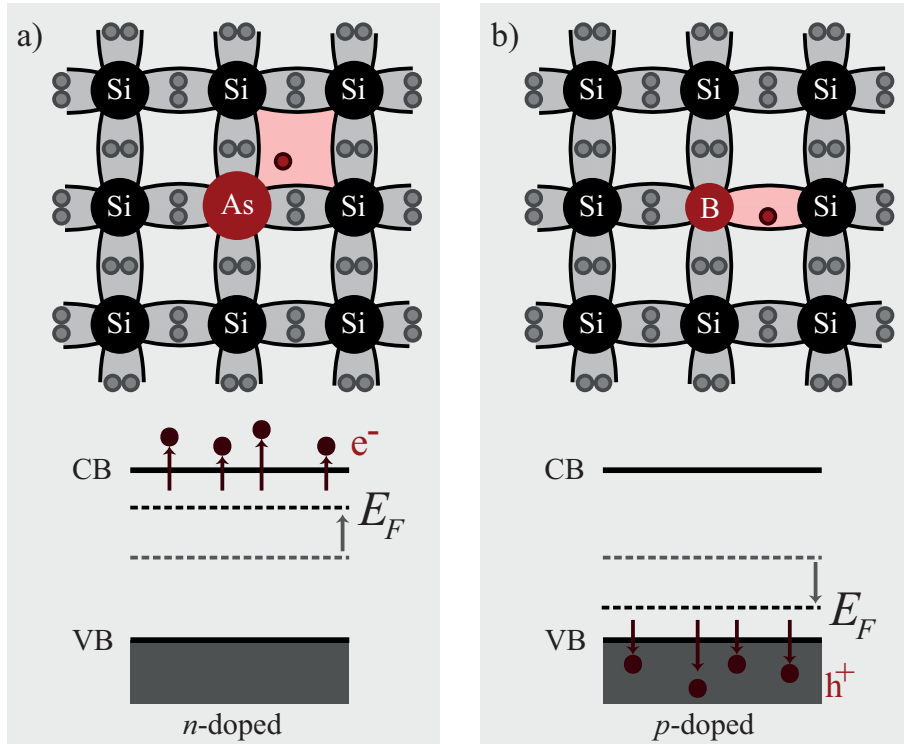 a)
Si Si Si
Si As Si
Si Si Si
e⁻
CB
E_F
VB
n-doped
b)
Si Si Si
Si B Si
Si Si Si
CB
E_F
VB
h⁺
p-doped